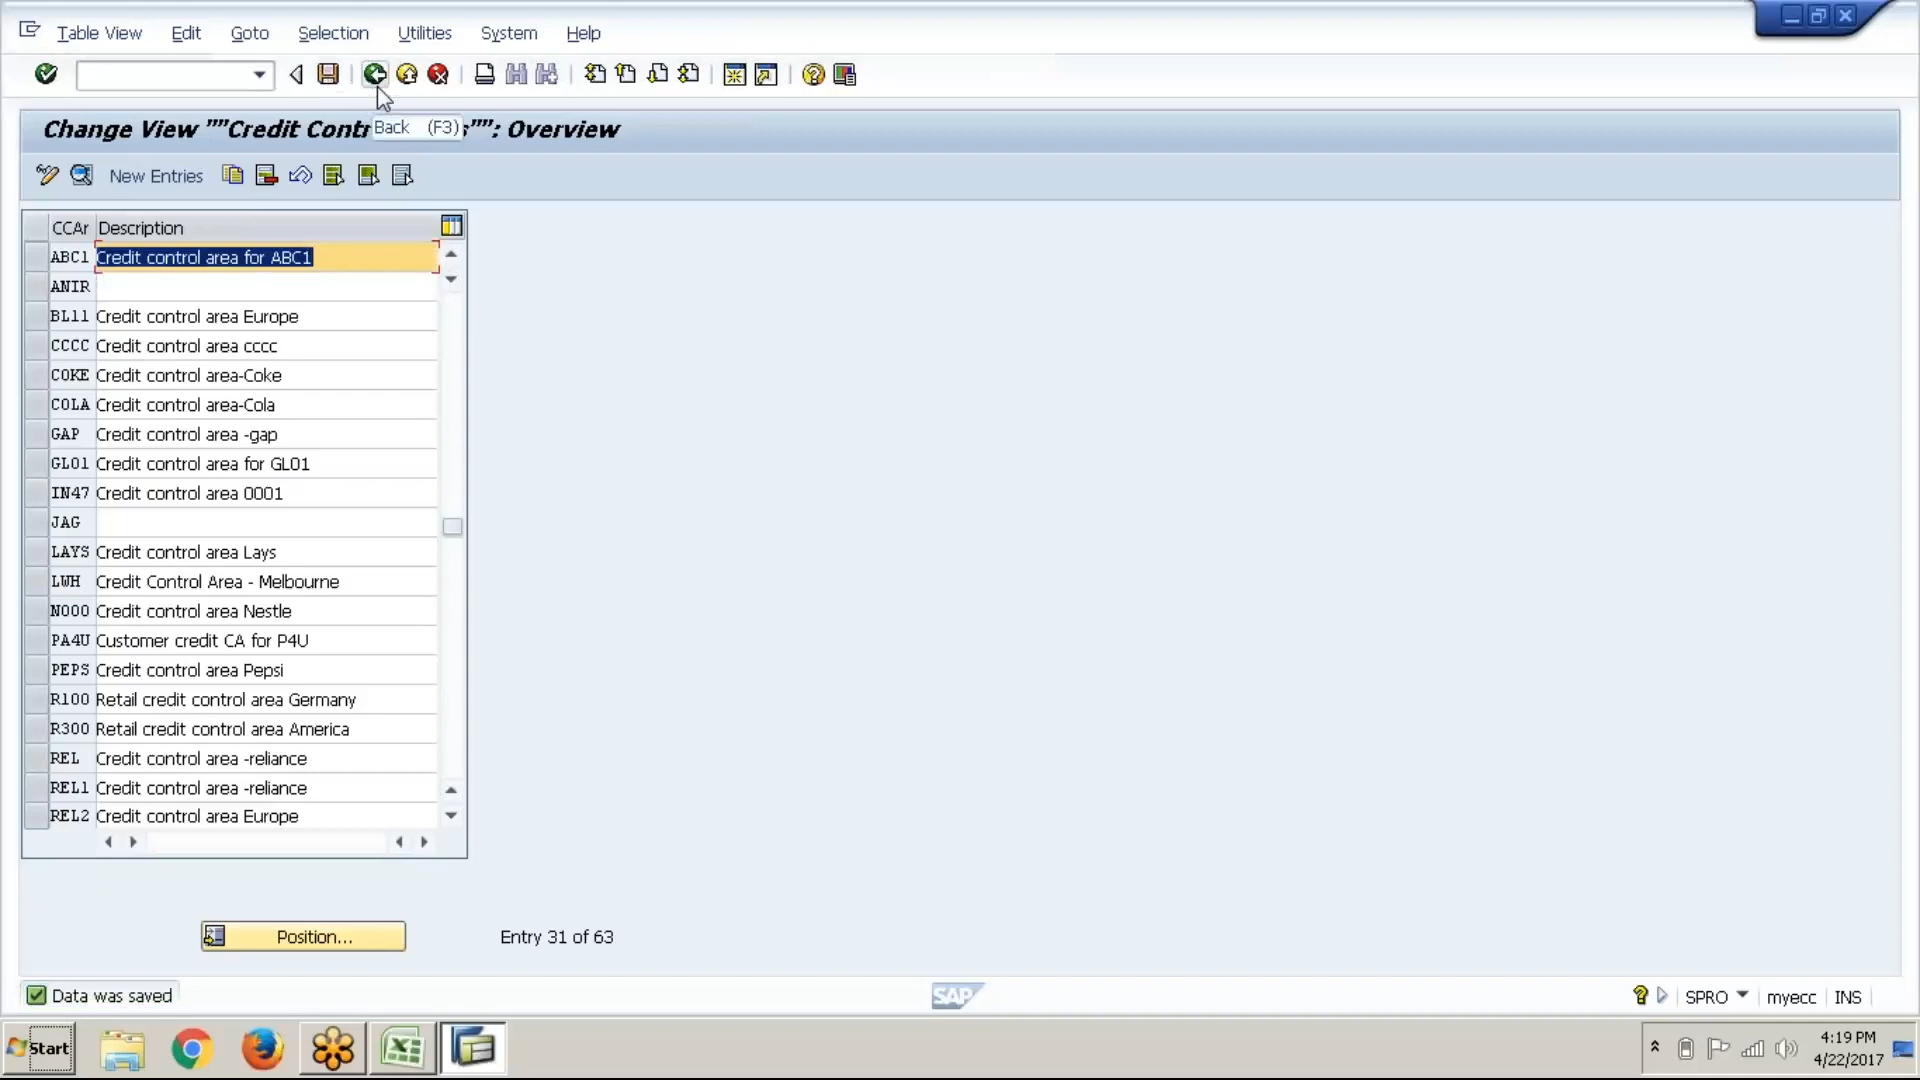 Table View Edit Goto Selection Utilities System Help
Change View ""Credit Contr s"": Overview
Back (F3)
New Entries
CCAr Description
ABC1 Credit control area for ABC1
ANIR
BL11 Credit control area Europe
CCCC Credit control area cccc
COKE Credit control area-Coke
COLA Credit control area-Cola
GAP Credit control area -gap
GL01 Credit control area for GL01
IN47 Credit control area 0001
JAG
LAYS Credit control area Lays
LWH Credit Control Area - Melbourne
N000 Credit control area Nestle
PA4U Customer credit CA for P4U
PEPS Credit control area Pepsi
R100 Retail credit control area Germany
R300 Retail credit control area America
REL Credit control area -reliance
REL1 Credit control area -reliance
REL2 Credit control area Europe
Position... Entry 31 of 63
Data was saved SAP SPRO myecc INS
Start 4:19 PM
4/22/2017